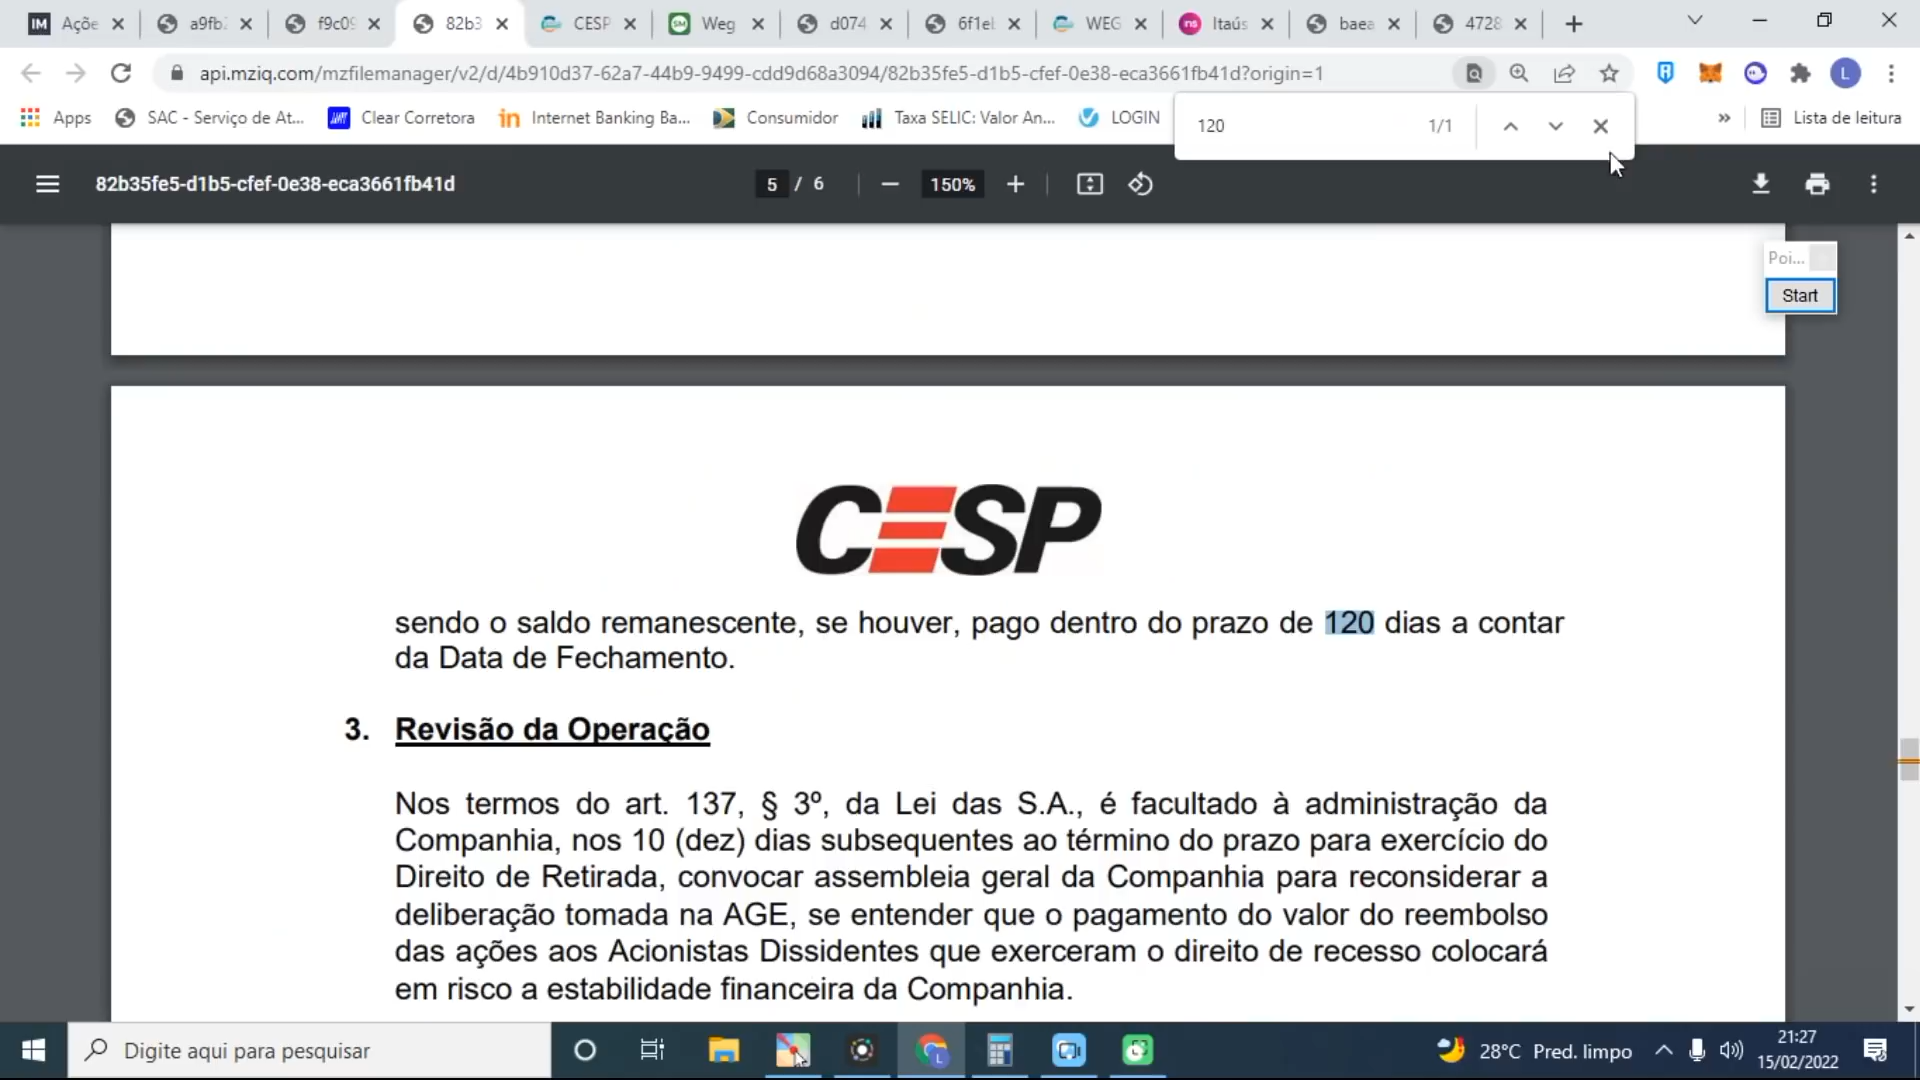 Açõe
a9fb
f9c09
82b3
CESP
Weg
d074
6f1el
WEG
Itaús
baea
4728
api.mziq.com/mzfilemanager/v2/d/4b910d37-62a7-44b9-9499-cdd9d68a3094/82b35fe5-d1b5-cfef-0e38-eca3661fb41d?origin=1
L
Apps
SAC - Serviço de At...
Clear Corretora
Internet Banking Ba...
Consumidor
Taxa SELIC: Valor An...
LOGIN
» Lista de leitura
120 1/1
82b35fe5-d1b5-cfef-0e38-eca3661fb41d
5 / 6
150%
Poi...
Start
CESP
sendo o saldo remanescente, se houver, pago dentro do prazo de 120 dias a contar
da Data de Fechamento.
3. Revisão da Operação
Nos termos do art. 137, § 3º, da Lei das S.A., é facultado à administração da
Companhia, nos 10 (dez) dias subsequentes ao término do prazo para exercício do
Direito de Retirada, convocar assembleia geral da Companhia para reconsiderar a
deliberação tomada na AGE, se entender que o pagamento do valor do reembolso
das ações aos Acionistas Dissidentes que exerceram o direito de recesso colocará
em risco a estabilidade financeira da Companhia.
Digite aqui para pesquisar
28°C Pred. limpo
21:27
15/02/2022